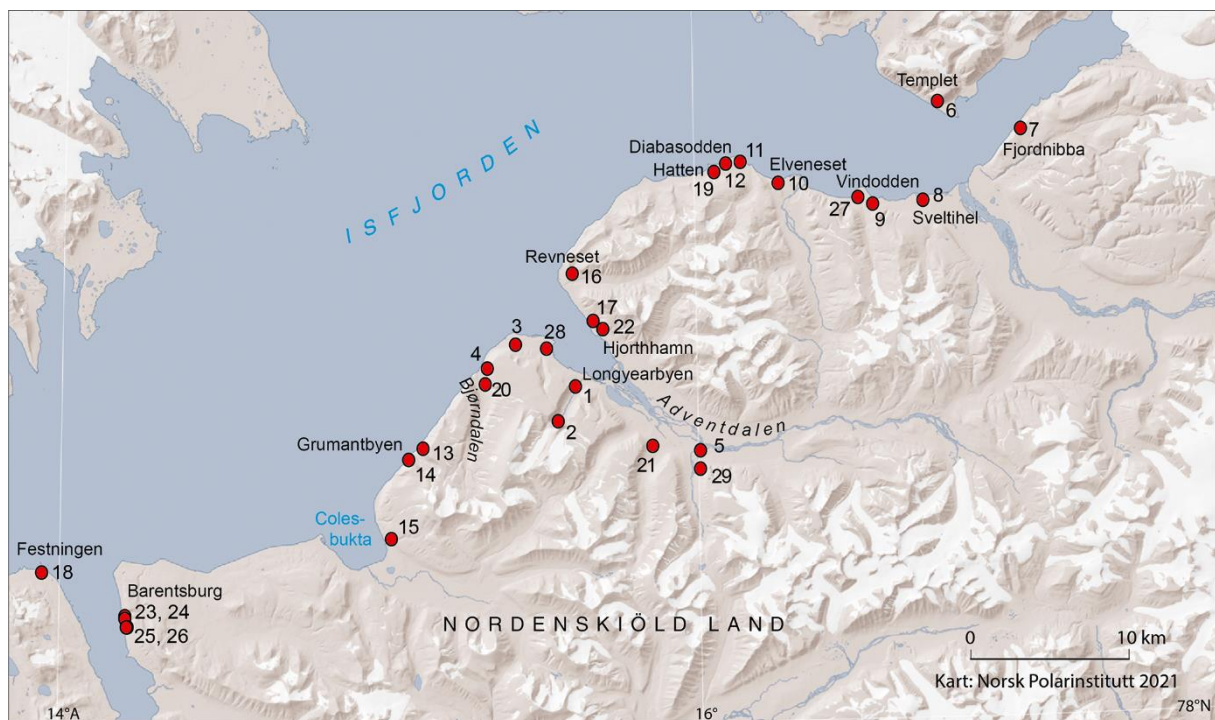 Templet
6
7
Fjordnibba
Diabasodden
11
Hatten
12
19
Elveneset
10
Vindodden
27
9
8
Sveltihel
ISFJORDEN
Revneset
16
17
22
Hjorthhamn
3
28
4
20
Bjørndalen
Longyearbyen
1
2
Adventdalen
5
21
29
Grumantbyen
13
14
Coles-
bukta
15
Festningen
18
Barentsburg
23, 24
25, 26
NORDENSKIÖLD LAND
0
10 km
Kart: Norsk Polarinstitutt 2021
14°A
16°
78°N